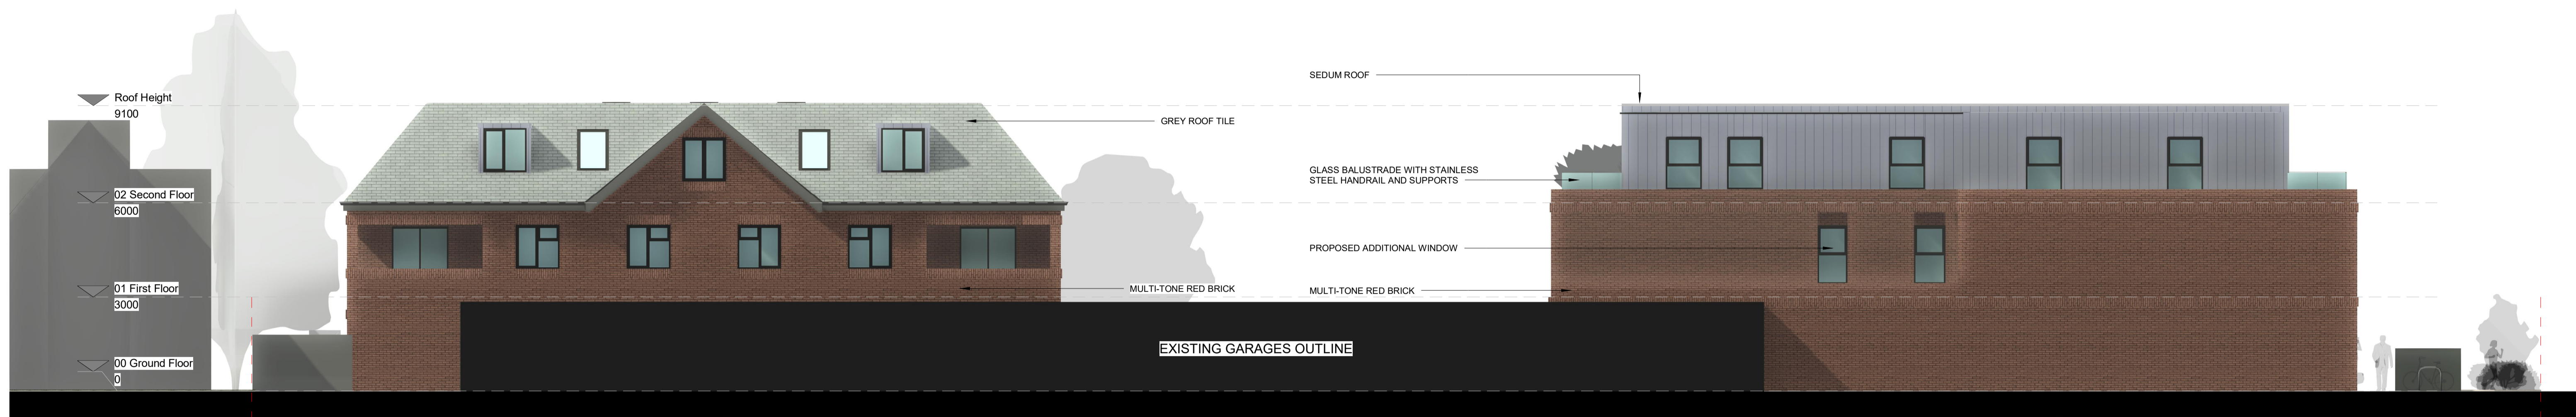 Roof Height
9100
02 Second Floor
6000
01 First Floor
3000
00 Ground Floor
0
GREY ROOF TILE
MULTI-TONE RED BRICK
EXISTING GARAGES OUTLINE
SEDUM ROOF
GLASS BALUSTRADE WITH STAINLESS
STEEL HANDRAIL AND SUPPORTS
PROPOSED ADDITIONAL WINDOW
MULTI-TONE RED BRICK